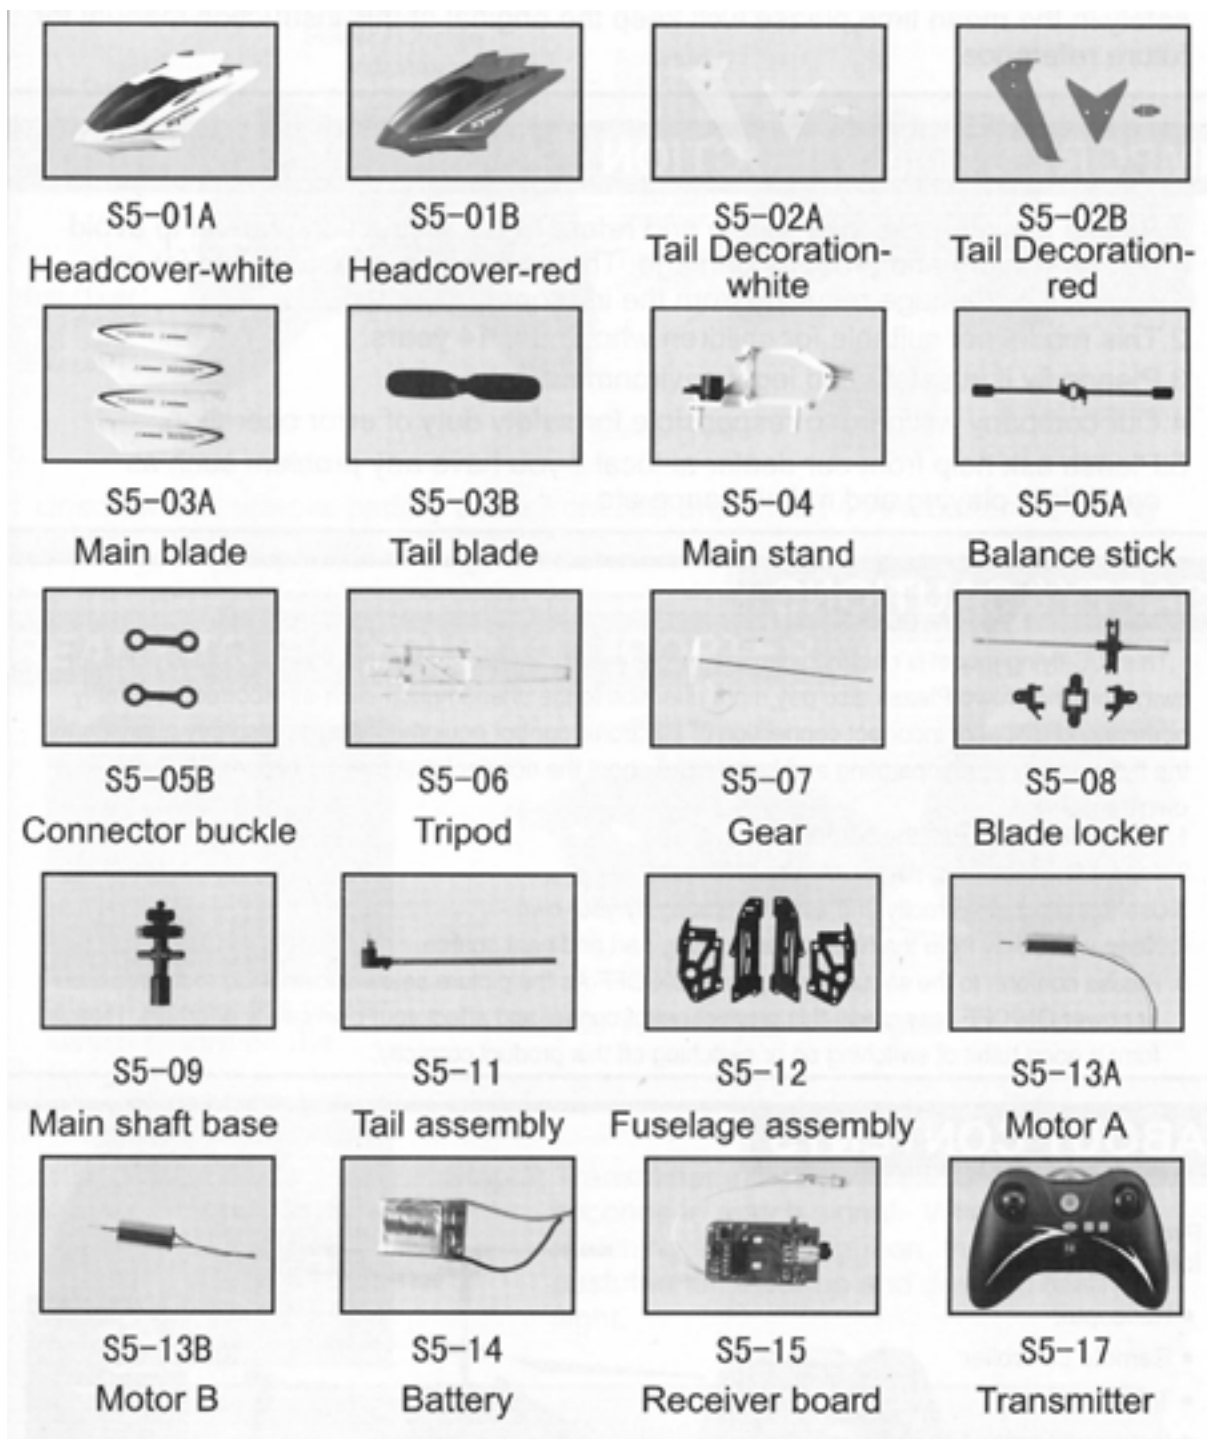 S5-01A
S5-01B
S5-02A
S5-02B
Headcover-white
Headcover-red
Tail Decoration-
white
Tail Decoration-
red
S5-03A
S5-03B
S5-04
S5-05A
Main blade
Tail blade
Main stand
Balance stick
S5-05B
S5-06
S5-07
S5-08
Connector buckle
Tripod
Gear
Blade locker
S5-09
S5-11
S5-12
S5-13A
Main shaft base
Tail assembly
Fuselage assembly
Motor A
S5-13B
S5-14
S5-15
S5-17
Motor B
Battery
Receiver board
Transmitter